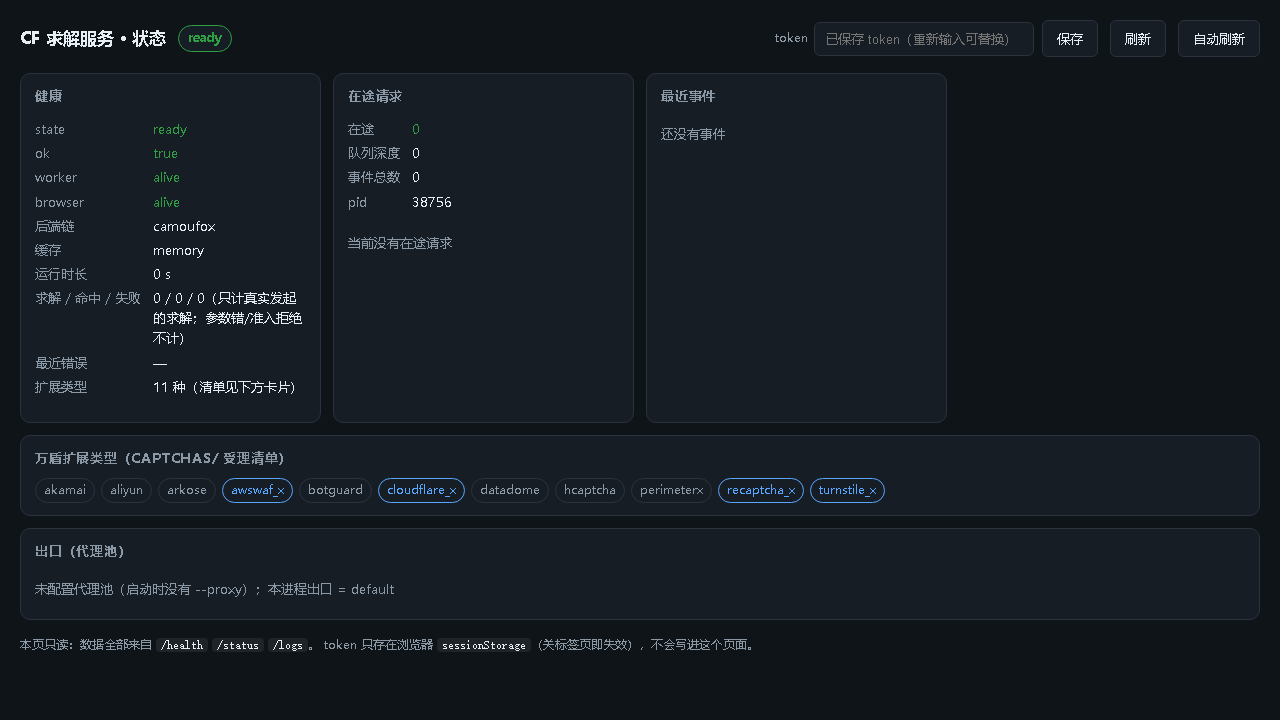 CF 求解服务 · 状态 ready token 已保存 token（重新输入可替换） 保存 刷新 自动刷新
健康
state ready
ok true
worker alive
browser alive
后端链 camoufox
缓存 memory
运行时长 0 s
求解 / 命中 / 失败 0 / 0 / 0（只计真实发起
的求解；参数错/准入拒绝
不计）
最近错误 —
扩展类型 11 种（清单见下方卡片）
在途请求
在途 0
队列深度 0
事件总数 0
pid 38756
当前没有在途请求
最近事件
还没有事件
万盾扩展类型（CAPTCHAS/ 受理清单）
akamai aliyun arkose awswaf_x botguard cloudflare_x datadome hcaptcha perimeterx recaptcha_x turnstile_x
出口（代理池）
未配置代理池（启动时没有 --proxy）；本进程出口 = default
本页只读：数据全部来自 /health /status /logs 。token 只存在浏览器 sessionStorage （关标签页即失效），不会写进这个页面。